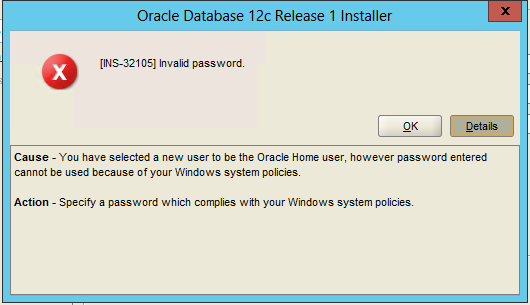 Oracle Database 12c Release 1 Installer
x
[INS-32105] Invalid password.
OK
Details
Cause - You have selected a new user to be the Oracle Home user, however password entered
cannot be used because of your Windows system policies.
Action - Specify a password which complies with your Windows system policies.